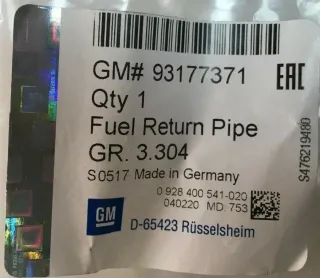 GM# 93177371
EAC
Qty 1
Fuel Return Pipe
GR. 3.304
S0517 Made in Germany
0 928 400 541-020
040220 MD: 753
GM
D-65423 Rüsselsheim
S476219480